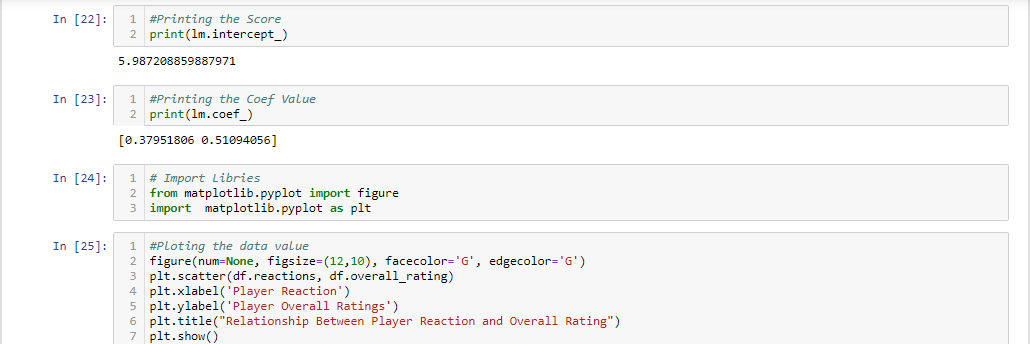 In [22]: 1 #Printing the Score
2 print(lm.intercept_)
5.987208859887971
In [23]: 1 #Printing the Coef Value
2 print(lm.coef_)
[0.37951806 0.51094056]
In [24]: 1 # Import Libries
2 from matplotlib.pyplot import figure
3 import  matplotlib.pyplot as plt
In [25]: 1 #Ploting the data value
2 figure(num=None, figsize=(12,10), facecolor='G', edgecolor='G')
3 plt.scatter(df.reactions, df.overall_rating)
4 plt.xlabel('Player Reaction')
5 plt.ylabel('Player Overall Ratings')
6 plt.title("Relationship Between Player Reaction and Overall Rating")
7 plt.show()